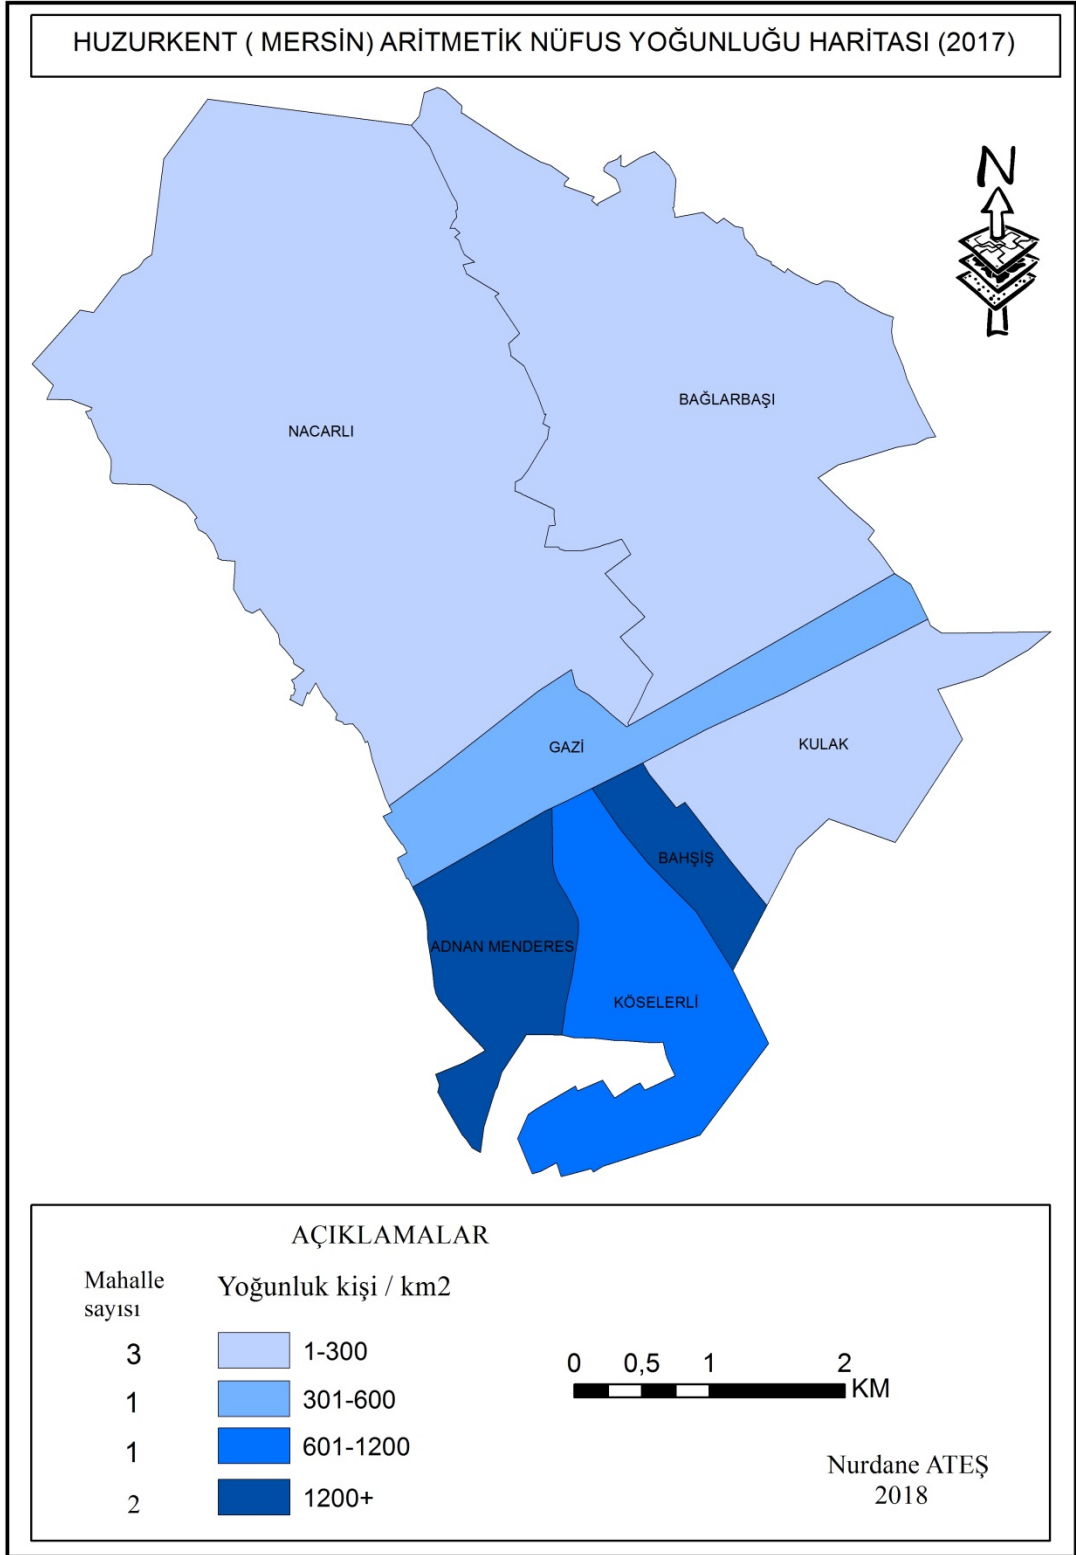 HUZURKENT ( MERSİN) ARİTMETİK NÜFUS YOĞUNLUĞU HARİTASI (2017)
N
BAĞLARBAŞI
NACARLI
GAZİ
KULAK
BAHŞİŞ
ADNAN MENDERES
KÖSELERLİ
AÇIKLAMALAR
Mahalle
sayısı
Yoğunluk kişi / km2
3 1-300
1 301-600
1 601-1200
2 1200+
0 0,5 1 2
KM
Nurdane ATEŞ
2018